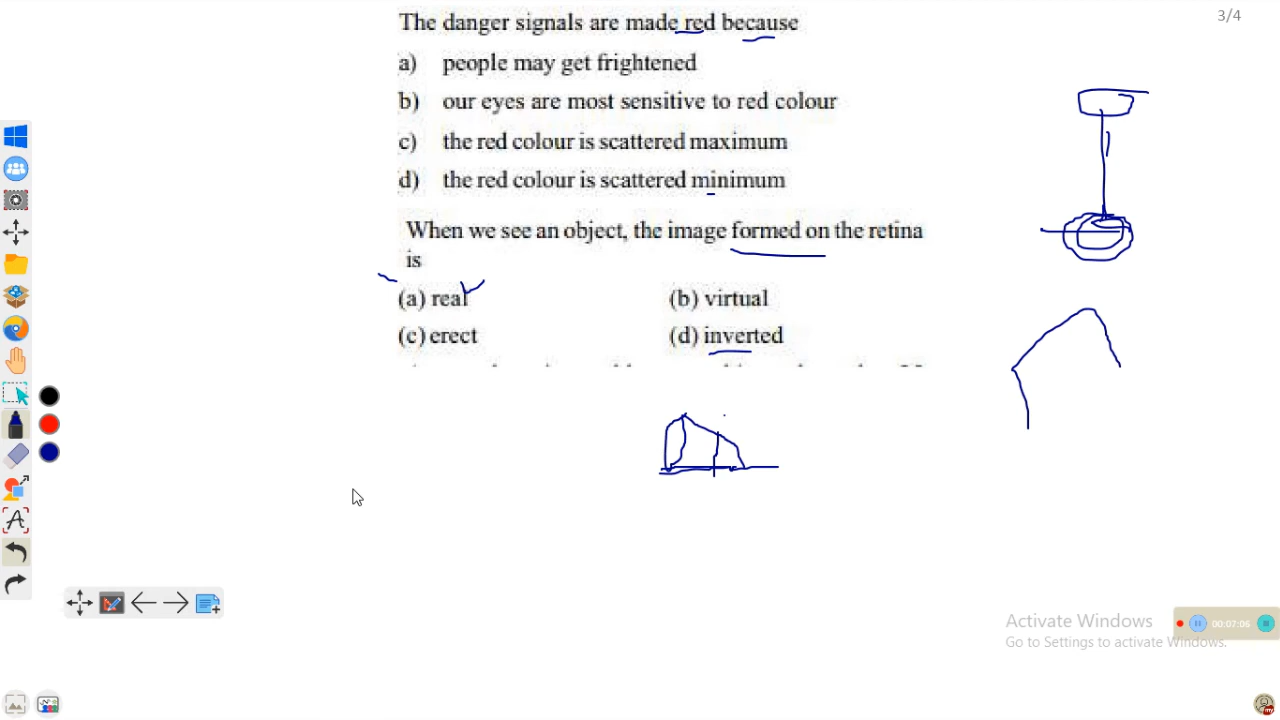 3/4
The danger signals are made red because
a) people may get frightened
b) our eyes are most sensitive to red colour
c) the red colour is scattered maximum
d) the red colour is scattered minimum
When we see an object, the image formed on the retina
is
(a) real (b) virtual
(c) erect (d) inverted
Activate Windows
Go to Settings to activate Windows.
00:07:06